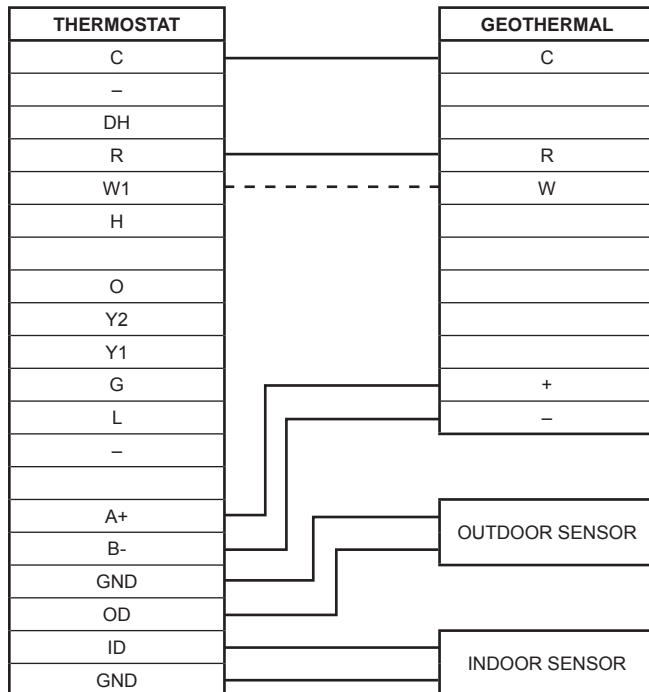 THERMOSTAT
C
–
DH
R
W1
H
O
Y2
Y1
G
L
–
A+
B-
GND
OD
ID
GND
GEOTHERMAL
C
R
W
+
–
OUTDOOR SENSOR
INDOOR SENSOR